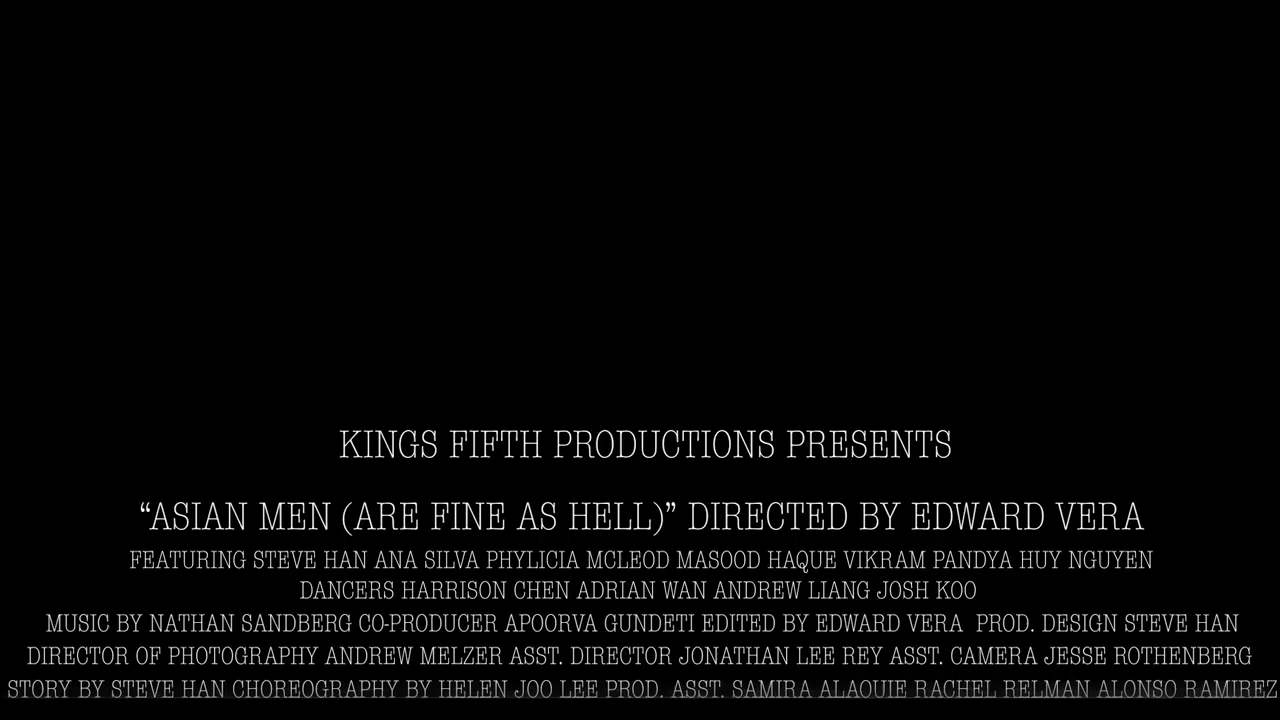 KINGS FIFTH PRODUCTIONS PRESENTS
“ASIAN MEN (ARE FINE AS HELL)” DIRECTED BY EDWARD VERA
FEATURING STEVE HAN ANA SILVA PHYLICIA MCLEOD MASOOD HAQUE VIKRAM PANDYA HUY NGUYEN
DANCERS HARRISON CHEN ADRIAN WAN ANDREW LIANG JOSH KOO
MUSIC BY NATHAN SANDBERG CO-PRODUCER APOORVA GUNDETI EDITED BY EDWARD VERA  PROD. DESIGN STEVE HAN
DIRECTOR OF PHOTOGRAPHY ANDREW MELZER ASST. DIRECTOR JONATHAN LEE REY ASST. CAMERA JESSE ROTHENBERG
STORY BY STEVE HAN CHOREOGRAPHY BY HELEN JOO LEE PROD. ASST. SAMIRA ALAOUIE RACHEL RELMAN ALONSO RAMIREZ